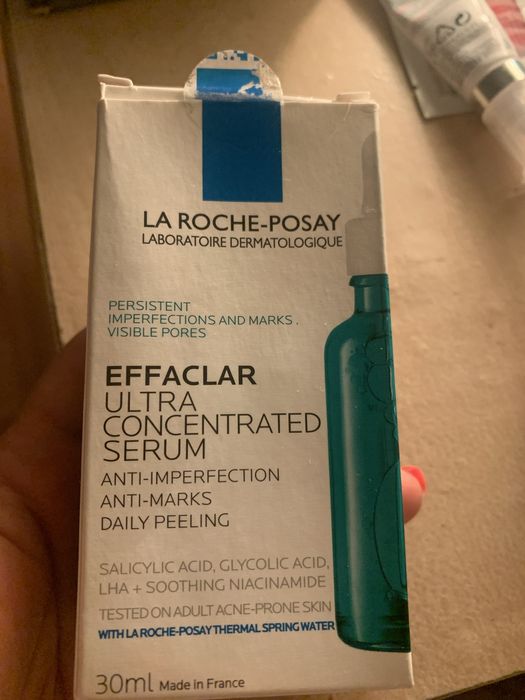 LA ROCHE-POSAY
LABORATOIRE DERMATOLOGIQUE
PERSISTENT
IMPERFECTIONS AND MARKS.
VISIBLE PORES
EFFACLAR
ULTRA
CONCENTRATED
SERUM
ANTI-IMPERFECTION
ANTI-MARKS
DAILY PEELING
SALICYLIC ACID, GLYCOLIC ACID,
LHA + SOOTHING NIACINAMIDE
TESTED ON ADULT ACNE-PRONE SKIN
WITH LA ROCHE-POSAY THERMAL SPRING WATER
30ml Made in France